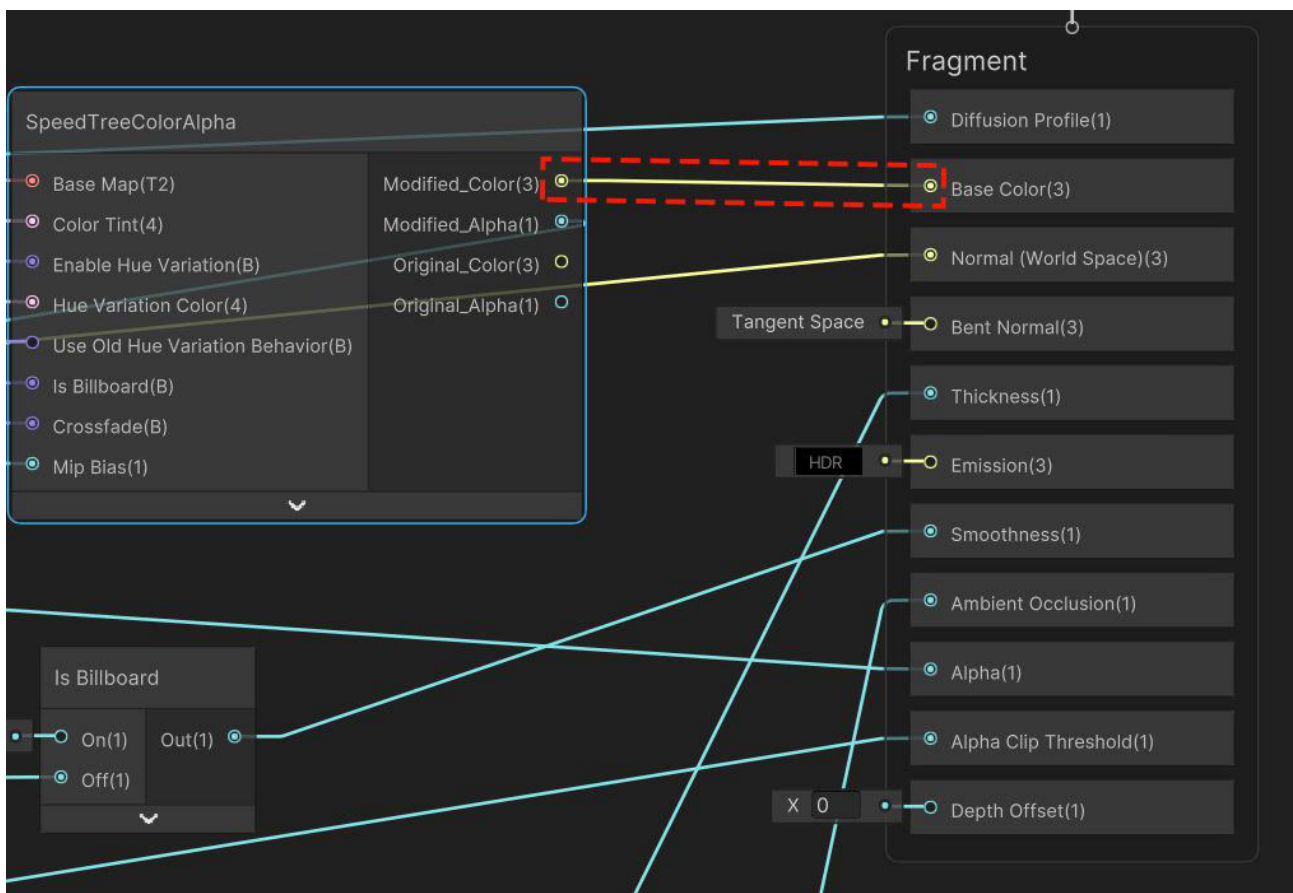 SpeedTreeColorAlpha
Base Map(T2)
Color Tint(4)
Enable Hue Variation(B)
Hue Variation Color(4)
Use Old Hue Variation Behavior(B)
Is Billboard(B)
Crossfade(B)
Mip Bias(1)
Modified_Color(3)
Modified_Alpha(1)
Original_Color(3)
Original_Alpha(1)
Is Billboard
On(1)
Off(1)
Out(1)
Fragment
Diffusion Profile(1)
Base Color(3)
Normal (World Space)(3)
Tangent Space
Bent Normal(3)
Thickness(1)
HDR
Emission(3)
Smoothness(1)
Ambient Occlusion(1)
Alpha(1)
Alpha Clip Threshold(1)
X 0
Depth Offset(1)